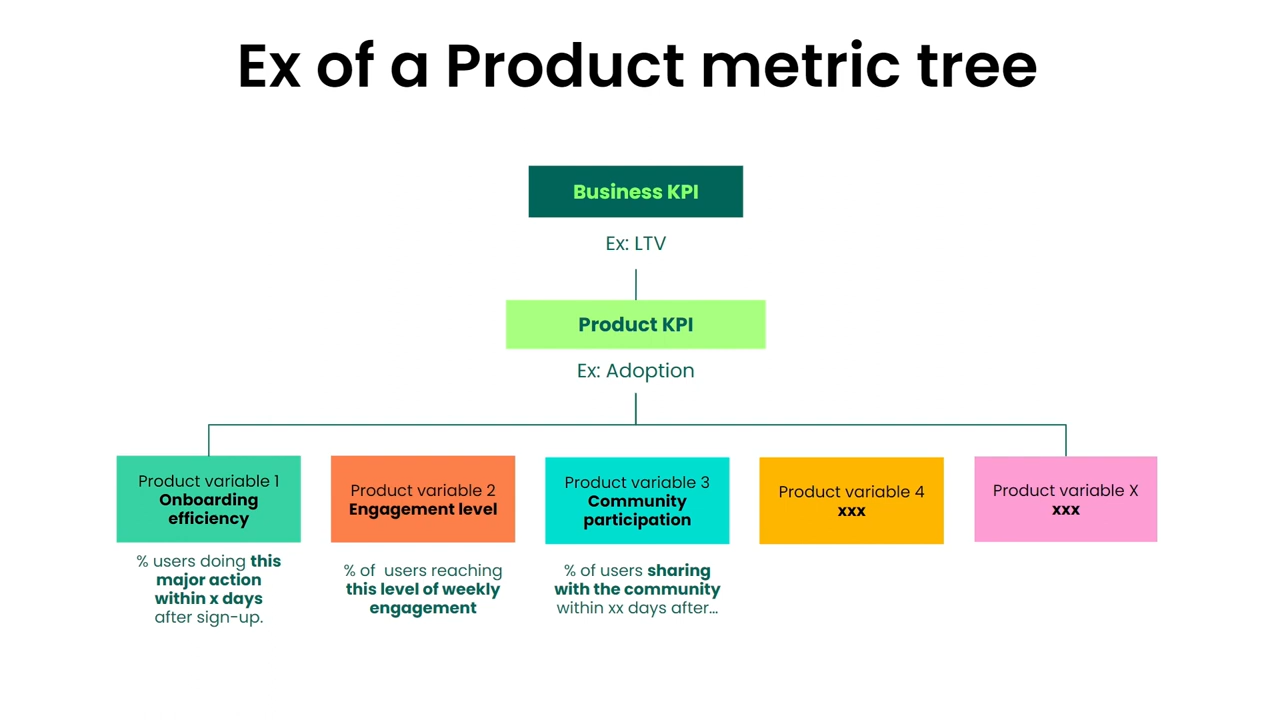 Ex of a Product metric tree
Business KPI
Ex: LTV
Product KPI
Ex: Adoption
Product variable 1
Onboarding
efficiency
% users doing this
major action
within x days
after sign-up.
Product variable 2
Engagement level
% of  users reaching
this level of weekly
engagement
Product variable 3
Community
participation
% of users sharing
with the community
within xx days after...
Product variable 4
xxx
Product variable X
xxx